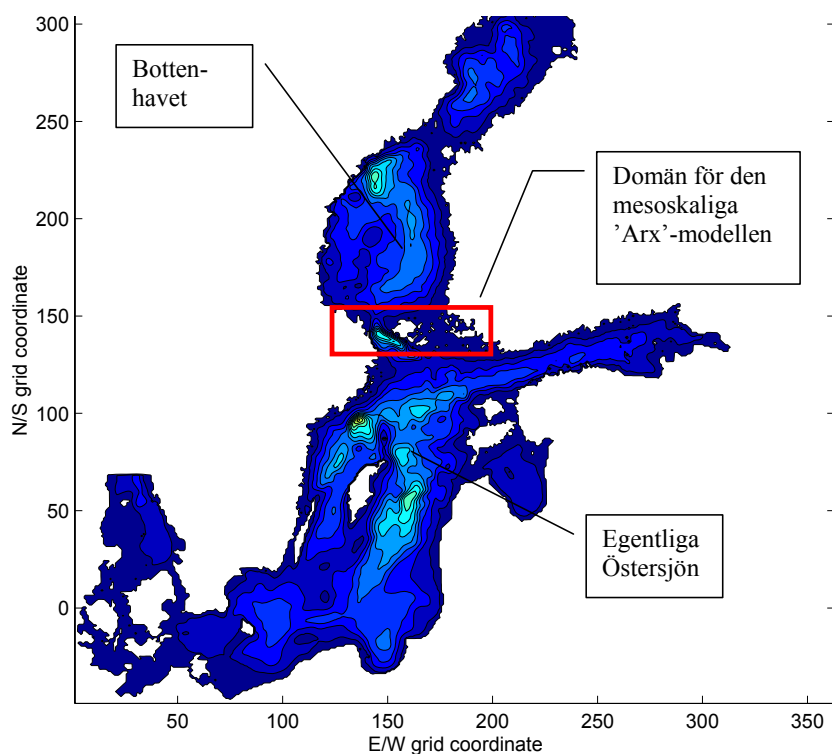 300
250
200
150
100
50
0
N/S grid coordinate
Botten-
havet
Domän för den
mesoskaliga
’Arx’-modellen
Egentliga
Östersjön
50
100
150
200
250
300
350
E/W grid coordinate